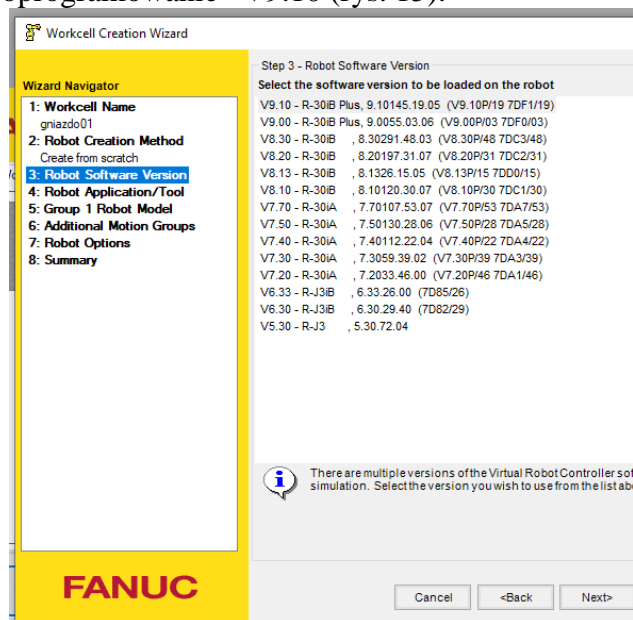 oprogramowanie - V9.10 (rys. 15).
Workcell Creation Wizard
Wizard Navigator
1: Workcell Name
gniazdo01
2: Robot Creation Method
Create from scratch
3: Robot Software Version
4: Robot Application/Tool
5: Group 1 Robot Model
6: Additional Motion Groups
7: Robot Options
8: Summary
FANUC
Step 3 - Robot Software Version
Select the software version to be loaded on the robot
V9.10 - R-30iB Plus, 9.10145.19.05 (V9.10P/19 7DF1/19)
V9.00 - R-30iB Plus, 9.0055.03.06 (V9.00P/03 7DF0/03)
V8.30 - R-30iB , 8.30291.48.03 (V8.30P/48 7DC3/48)
V8.20 - R-30iB , 8.20197.31.07 (V8.20P/31 7DC2/31)
V8.13 - R-30iB , 8.1326.15.05 (V8.13P/15 7DD0/15)
V8.10 - R-30iB , 8.10120.30.07 (V8.10P/30 7DC1/30)
V7.70 - R-30iA , 7.70107.53.07 (V7.70P/53 7DA7/53)
V7.50 - R-30iA , 7.50130.28.06 (V7.50P/28 7DA5/28)
V7.40 - R-30iA , 7.40112.22.04 (V7.40P/22 7DA4/22)
V7.30 - R-30iA , 7.3059.39.02 (V7.30P/39 7DA3/39)
V7.20 - R-30iA , 7.2033.46.00 (V7.20P/46 7DA1/46)
V6.33 - R-J3iB , 6.33.26.00 (7D85/26)
V6.30 - R-J3iB , 6.30.29.40 (7D82/29)
V5.30 - R-J3 , 5.30.72.04
There are multiple versions of the Virtual Robot Controller sof
simulation. Select the version you wish to use from the list abo
Cancel <Back Next>